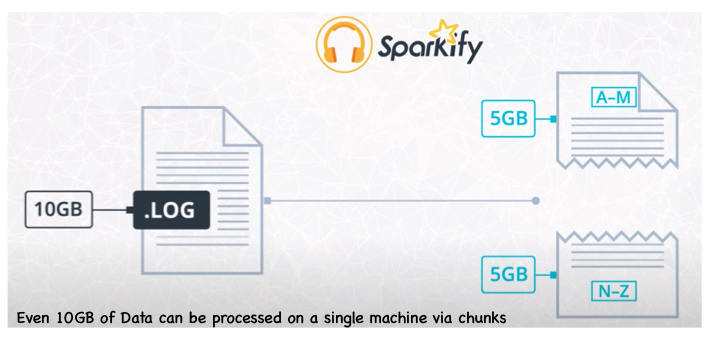 Sparkify
A–M
5GB
10GB
.LOG
5GB
N–Z
Even 10GB of Data can be processed on a single machine via chunks